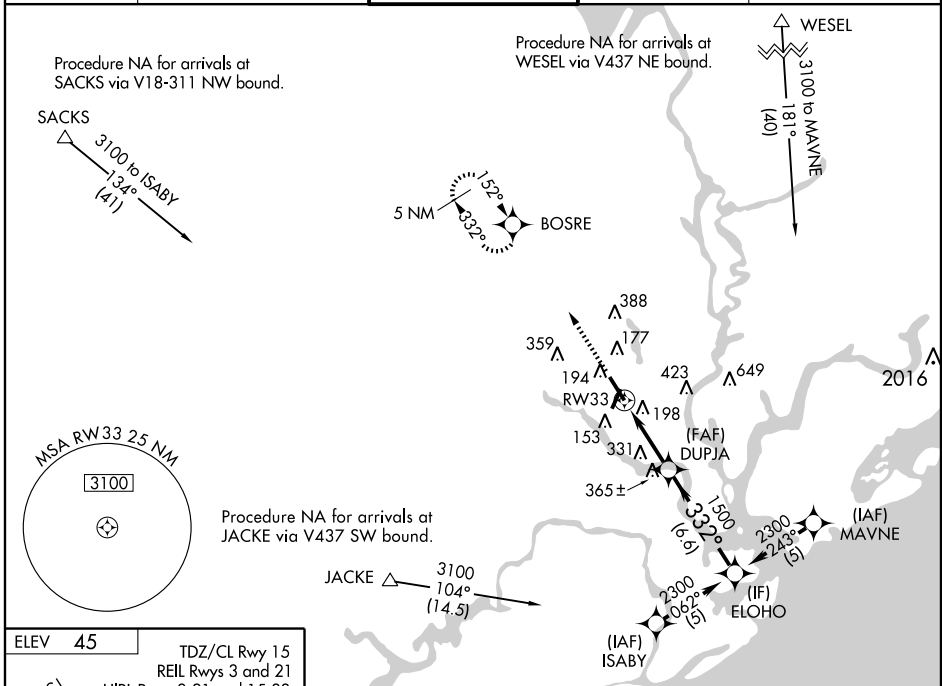 WESEL
Procedure NA for arrivals at
WESEL via V437 NE bound.
Procedure NA for arrivals at
SACKS via V18-311 NW bound.
3100 to MAVNE
181°
(40)
SACKS
3100 to ISABY
134°
(41)
5 NM
152°
332°
BOSRE
388
177
359
194
423
649
2016
RW33
198
153
331
(FAF)
DUPJA
365±
MSA RW33 25 NM
3100
Procedure NA for arrivals at
JACKE via V437 SW bound.
1500
332°
(6.6)
2300
243°
(5)
(IAF)
MAVNE
JACKE
3100
104°
(14.5)
2300
062°
(5)
(IF)
ELOHO
(IAF)
ISABY
ELEV 45
TDZ/CL Rwy 15
REIL Rwys 3 and 21